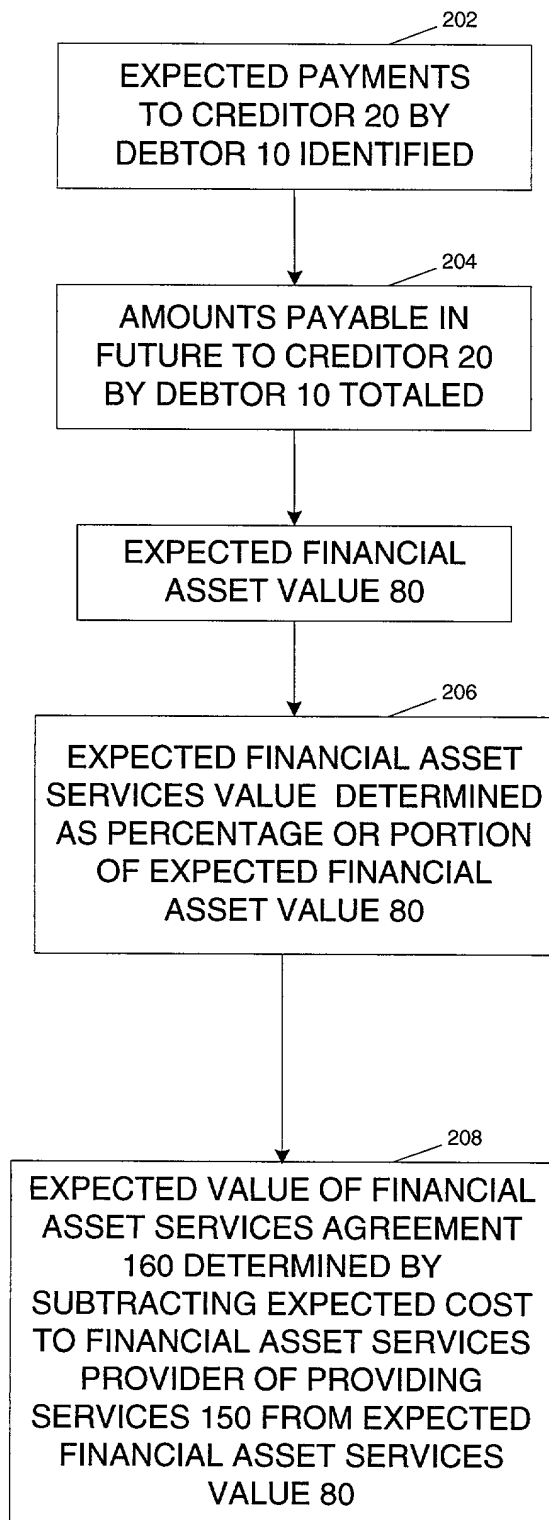 202
EXPECTED PAYMENTS
TO CREDITOR 20 BY
DEBTOR 10 IDENTIFIED
204
AMOUNTS PAYABLE IN
FUTURE TO CREDITOR 20
BY DEBTOR 10 TOTALED
EXPECTED FINANCIAL
ASSET VALUE 80
206
EXPECTED FINANCIAL ASSET
SERVICES VALUE DETERMINED
AS PERCENTAGE OR PORTION
OF EXPECTED FINANCIAL
ASSET VALUE 80
208
EXPECTED VALUE OF FINANCIAL
ASSET SERVICES AGREEMENT
160 DETERMINED BY
SUBTRACTING EXPECTED COST
TO FINANCIAL ASSET SERVICES
PROVIDER OF PROVIDING
SERVICES 150 FROM EXPECTED
FINANCIAL ASSET SERVICES
VALUE 80